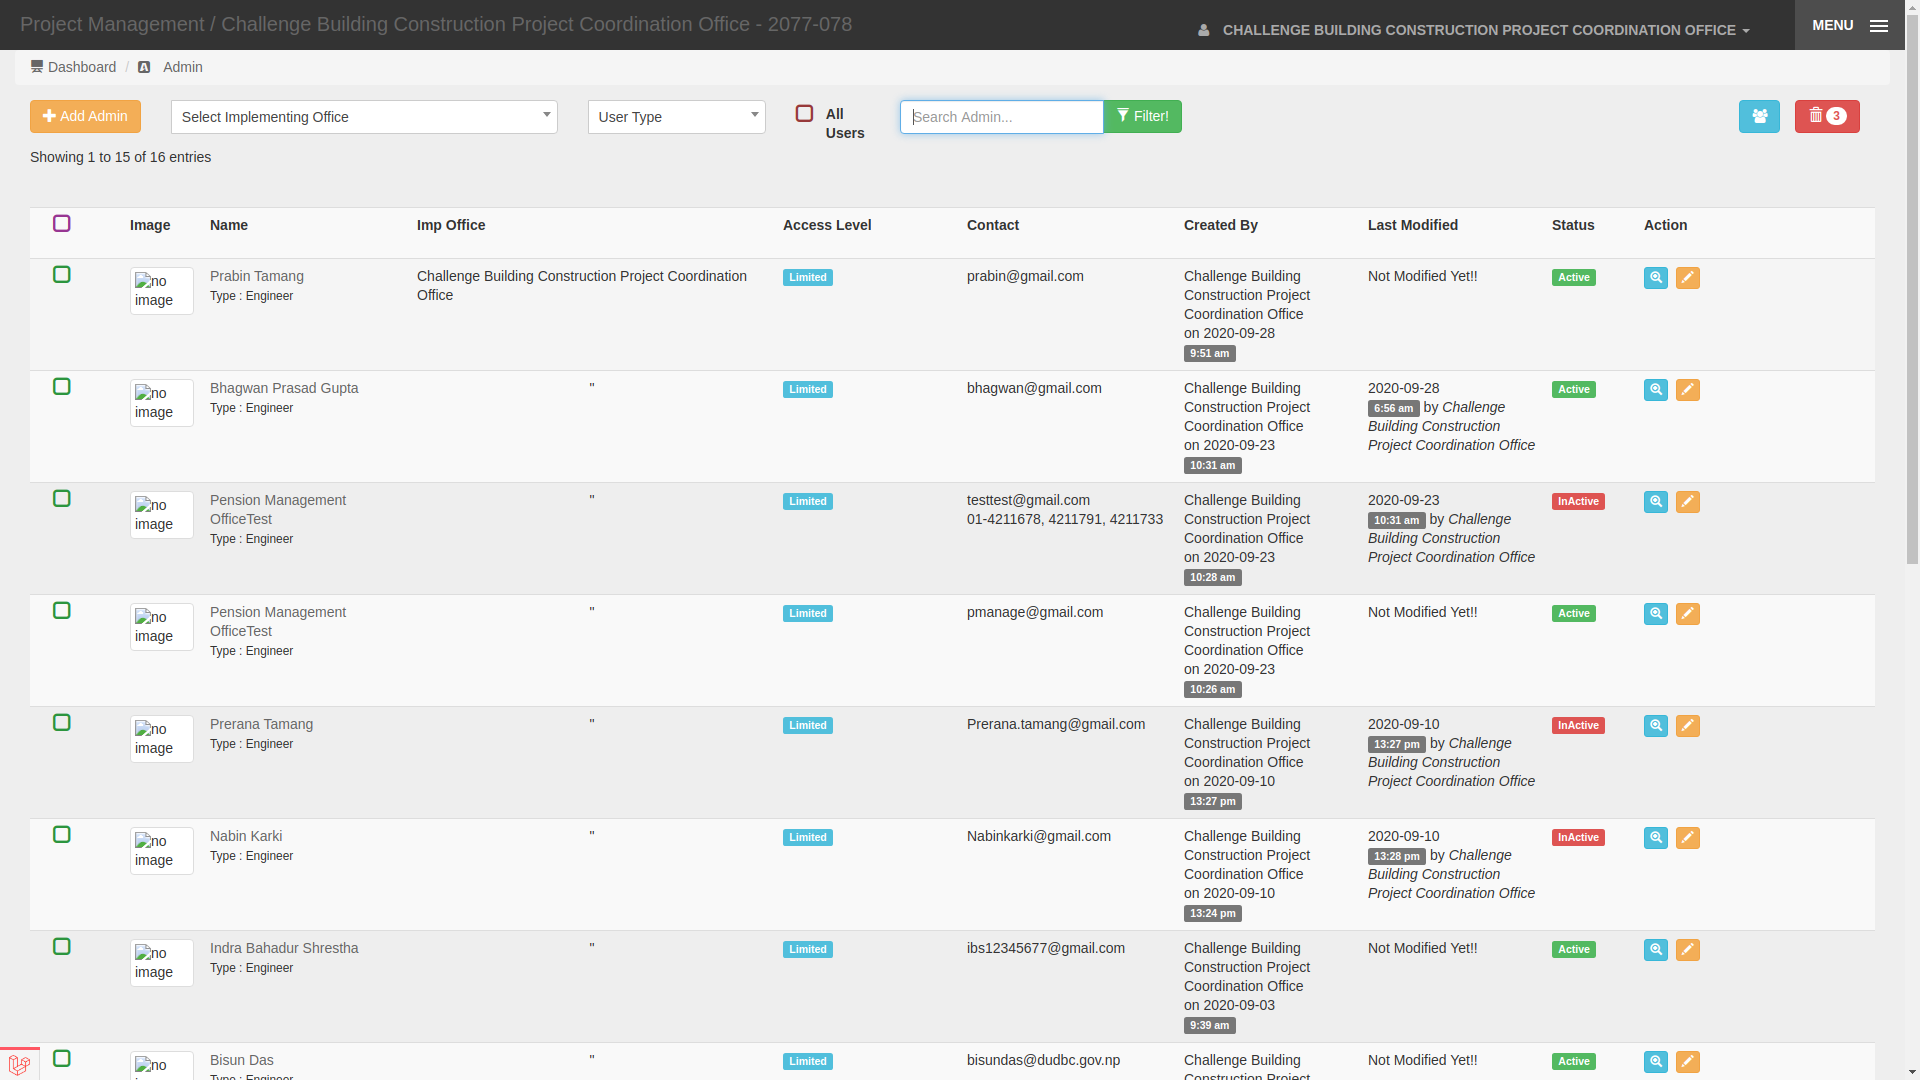 Project Management / Challenge Building Construction Project Coordination Office - 2077-078
CHALLENGE BUILDING CONSTRUCTION PROJECT COORDINATION OFFICE
MENU
Dashboard / A Admin
Add Admin
Select Implementing Office
User Type
All
Users
Search Admin...
Filter!
3
Showing 1 to 15 of 16 entries
Image Name Imp Office Access Level Contact Created By Last Modified Status Action
no image
Prabin Tamang
Type : Engineer
Challenge Building Construction Project Coordination
Office
Limited
prabin@gmail.com
Challenge Building
Construction Project
Coordination Office
on 2020-09-28
9:51 am
Not Modified Yet!!
Active
no image
Bhagwan Prasad Gupta
Type : Engineer
"
Limited
bhagwan@gmail.com
Challenge Building
Construction Project
Coordination Office
on 2020-09-23
10:31 am
2020-09-28
6:56 am by Challenge
Building Construction
Project Coordination Office
Active
no image
Pension Management
OfficeTest
Type : Engineer
"
Limited
testtest@gmail.com
01-4211678, 4211791, 4211733
Challenge Building
Construction Project
Coordination Office
on 2020-09-23
10:28 am
2020-09-23
10:31 am by Challenge
Building Construction
Project Coordination Office
InActive
no image
Pension Management
OfficeTest
Type : Engineer
"
Limited
pmanage@gmail.com
Challenge Building
Construction Project
Coordination Office
on 2020-09-23
10:26 am
Not Modified Yet!!
Active
no image
Prerana Tamang
Type : Engineer
"
Limited
Prerana.tamang@gmail.com
Challenge Building
Construction Project
Coordination Office
on 2020-09-10
13:27 pm
2020-09-10
13:27 pm by Challenge
Building Construction
Project Coordination Office
InActive
no image
Nabin Karki
Type : Engineer
"
Limited
Nabinkarki@gmail.com
Challenge Building
Construction Project
Coordination Office
on 2020-09-10
13:24 pm
2020-09-10
13:28 pm by Challenge
Building Construction
Project Coordination Office
InActive
no image
Indra Bahadur Shrestha
Type : Engineer
"
Limited
ibs12345677@gmail.com
Challenge Building
Construction Project
Coordination Office
on 2020-09-03
9:39 am
Not Modified Yet!!
Active
no
Bisun Das
Type : Engineer
"
Limited
bisundas@dudbc.gov.np
Challenge Building
Construction Project
Not Modified Yet!!
Active